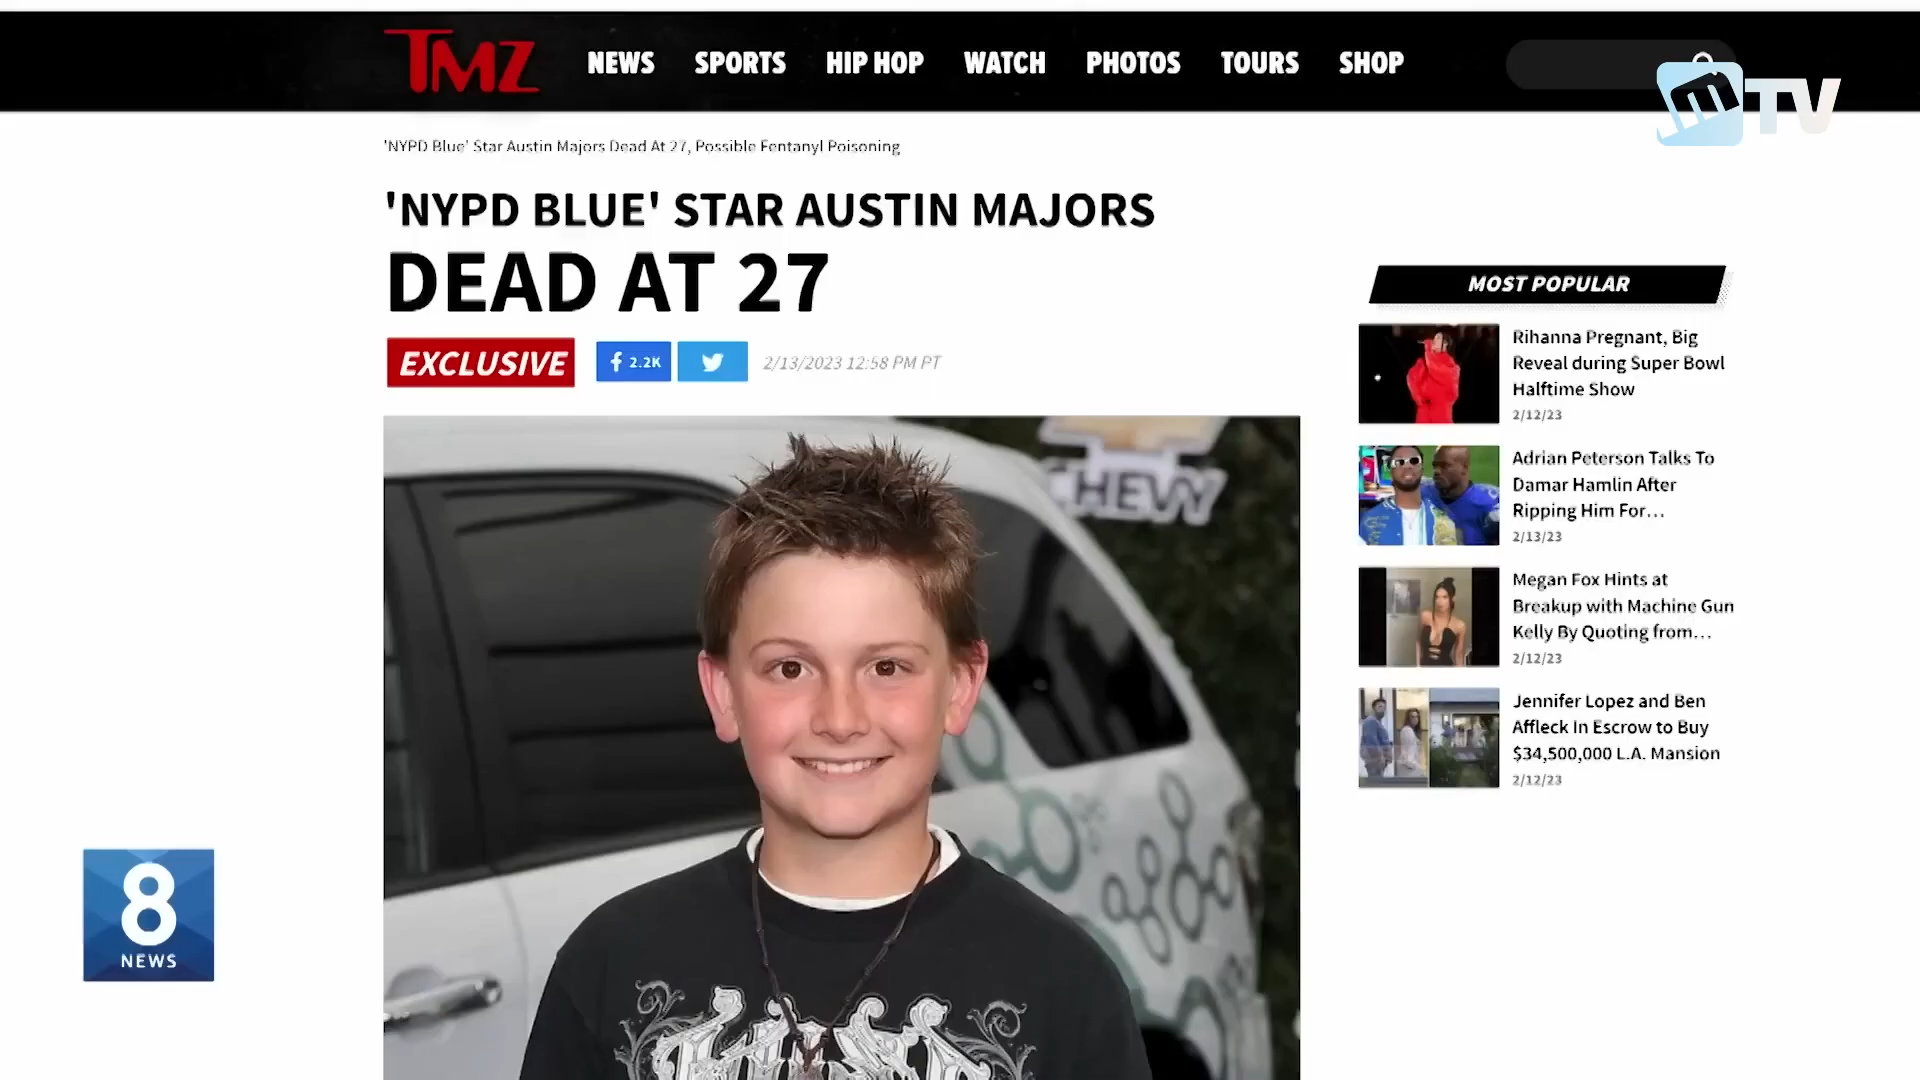 TMZ
NEWS SPORTS HIP HOP WATCH PHOTOS TOURS SHOP
mTV
'NYPD Blue' Star Austin Majors Dead At 27, Possible Fentanyl Poisoning
'NYPD BLUE' STAR AUSTIN MAJORS
DEAD AT 27
EXCLUSIVE
2.2K
2/13/2023 12:58 PM PT
CHEVY
MOST POPULAR
Rihanna Pregnant, Big
Reveal during Super Bowl
Halftime Show
2/12/23
Adrian Peterson Talks To
Damar Hamlin After
Ripping Him For...
2/13/23
Megan Fox Hints at
Breakup with Machine Gun
Kelly By Quoting from...
2/12/23
Jennifer Lopez and Ben
Affleck In Escrow to Buy
$34,500,000 L.A. Mansion
2/12/23
8
NEWS